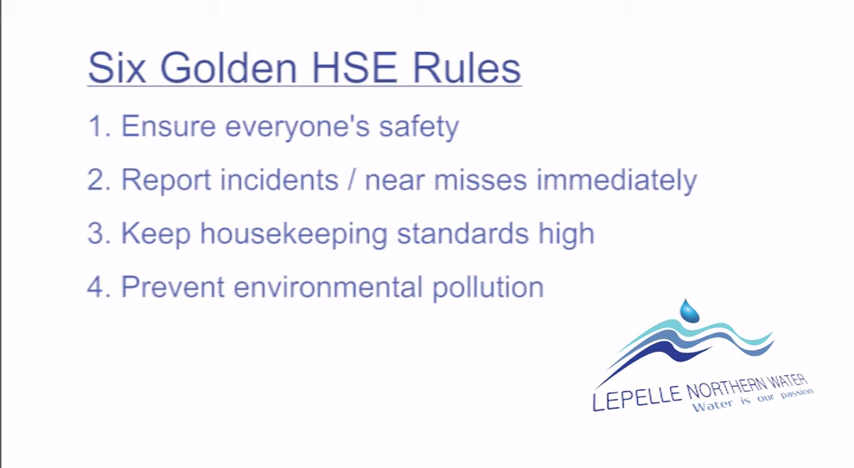 Six Golden HSE Rules
1. Ensure everyone's safety
2. Report incidents / near misses immediately
3. Keep housekeeping standards high
4. Prevent environmental pollution
LEPELLE NORTHERN WATER
Water is our passion